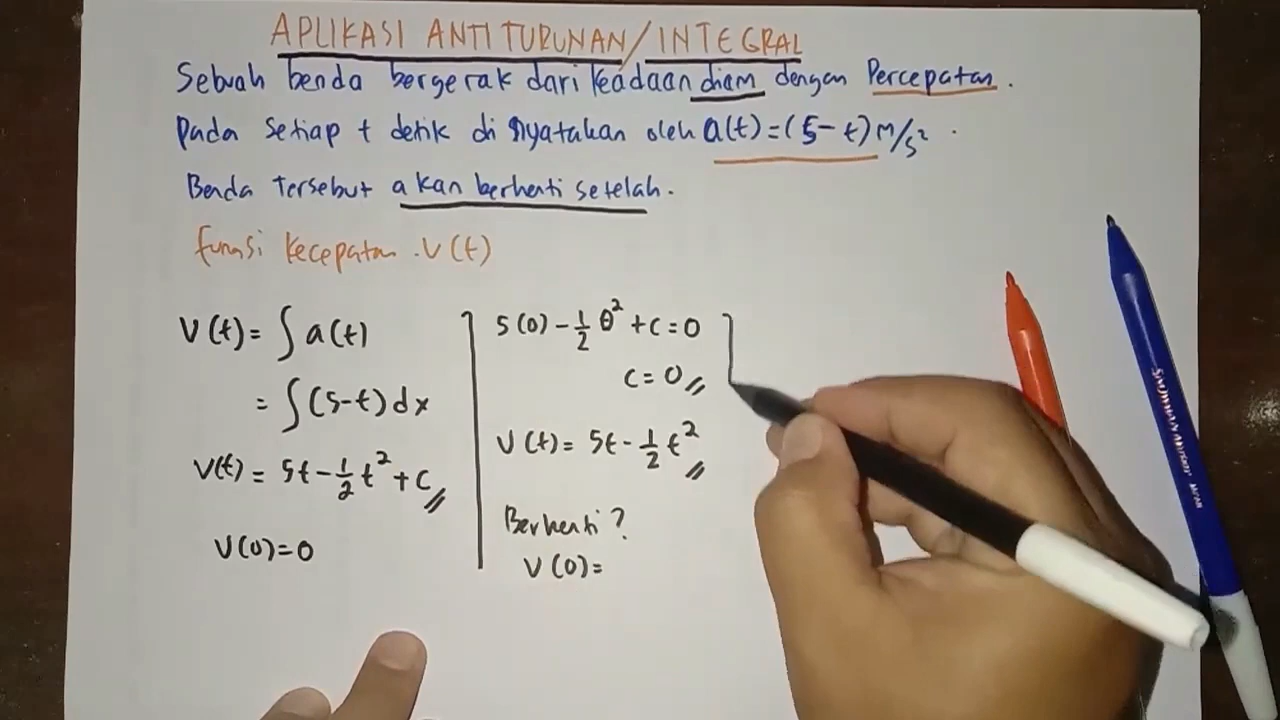 APLIKASI ANTI TURUNAN/INTEGRAL
Sebuah benda bergerak dari keadaan diam dengan Percepatan.
Pada setiap t detik di nyatakan oleh a(t)=(5-t) m/s².
Benda tersebut akan berhenti setelah.
fungsi kecepatan. V(t)
V(t)= ∫ a(t)
= ∫(5-t) dx
V(t) = 5t - 1/2 t² + C
V(0)=0
5(0) - 1/2 0² + C = 0
C = 0
V(t) = 5t - 1/2 t²
Berhenti?
V(0)=